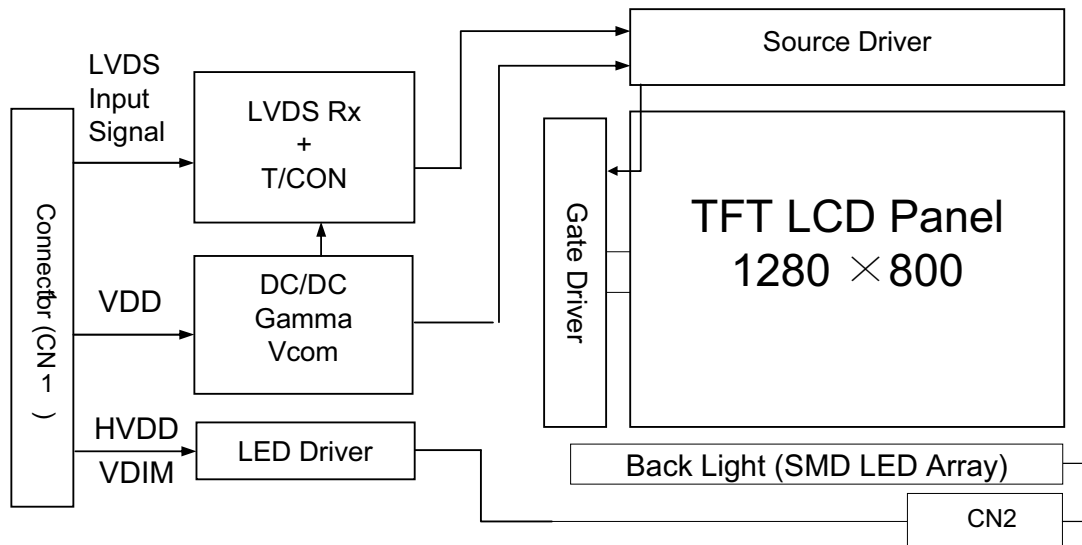 LVDS
Input
Signal
LVDS Rx
+
T/CON
Source Driver
Connector (CN1)
VDD
DC/DC
Gamma
Vcom
Gate Driver
TFT LCD Panel
1280 ×800
HVDD
VDIM
LED Driver
Back Light (SMD LED Array)
CN2